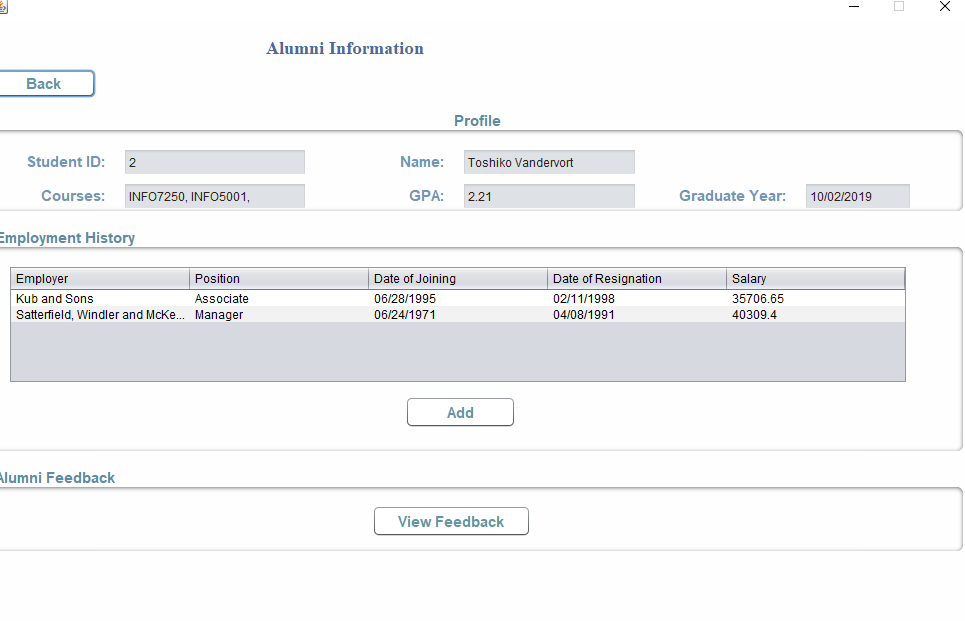 Alumni Information
Back
Profile
Student ID: 2 Name: Toshiko Vandervort
Courses: INFO7250, INFO5001, GPA: 2.21 Graduate Year: 10/02/2019
Employment History
Employer Position Date of Joining Date of Resignation Salary
Kub and Sons Associate 06/28/1995 02/11/1998 35706.65
Satterfield, Windler and McKe... Manager 06/24/1971 04/08/1991 40309.4
Add
Alumni Feedback
View Feedback